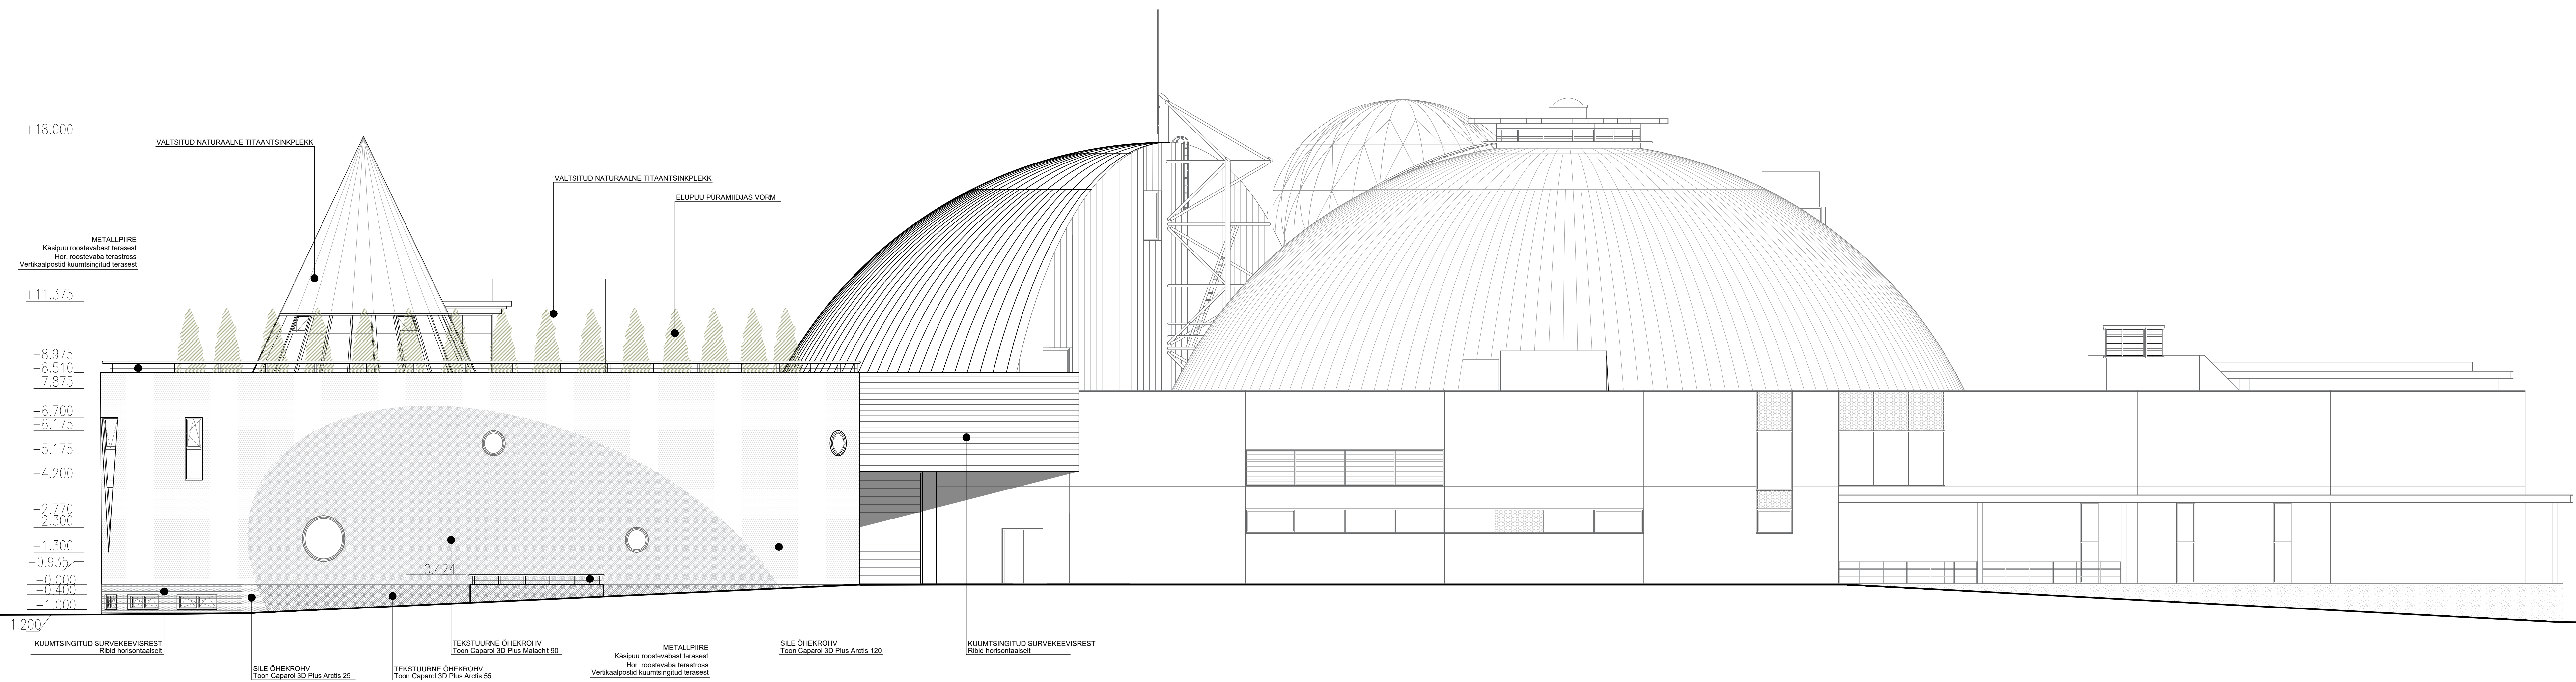 +18.000
VALTSITUD NATURAALNE TITAANTSINKPLEKK
VALTSITUD NATURAALNE TITAANTSINKPLEKK
ELUPUU PÜRAMIIDJAS VORM
METALLPIIRE
Käsipuu roostevabast terasest
Hor. roostevaba terastross
Vertikaalpostid kuumtsingitud terasest
+11.375
+8.975
+8.510
+7.875
+6.700
+6.175
+5.175
+4.200
+2.770
+2.300
+1.300
+0.935
+0.424
+0.000
-0.400
-1.000
-1.200
KUUMTSINGITUD SURVEKEEVISREST
Ribid horisontaalselt
SILE ÕHEKROHV
Toon Caparol 3D Plus Arctis 25
TEKSTUURNE ÕHEKROHV
Toon Caparol 3D Plus Arctis 55
TEKSTUURNE ÕHEKROHV
Toon Caparol 3D Plus Malachit 90
METALLPIIRE
Käsipuu roostevabast terasest
Hor. roostevaba terastross
Vertikaalpostid kuumtsingitud terasest
SILE ÕHEKROHV
Toon Caparol 3D Plus Arctis 120
KUUMTSINGITUD SURVEKEEVISREST
Ribid horisontaalselt